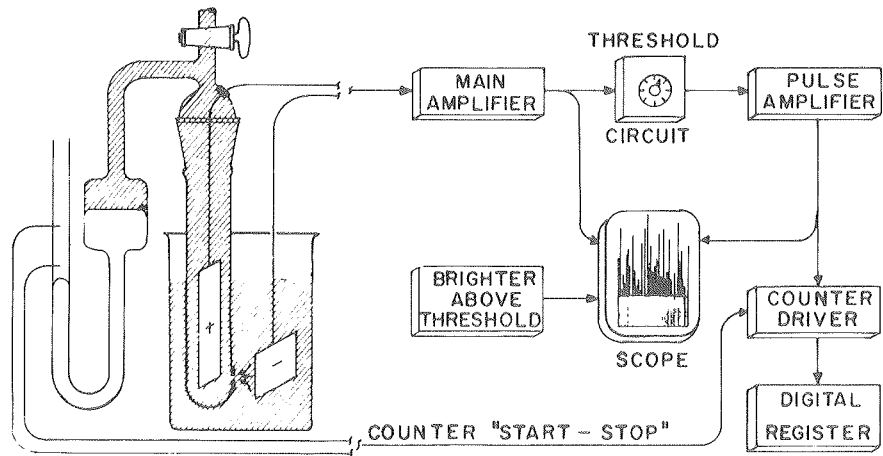 MAIN
AMPLIFIER
THRESHOLD
CIRCUIT
PULSE
AMPLIFIER
BRIGHTER
ABOVE
THRESHOLD
SCOPE
COUNTER
DRIVER
DIGITAL
REGISTER
COUNTER "START – STOP"
+
–